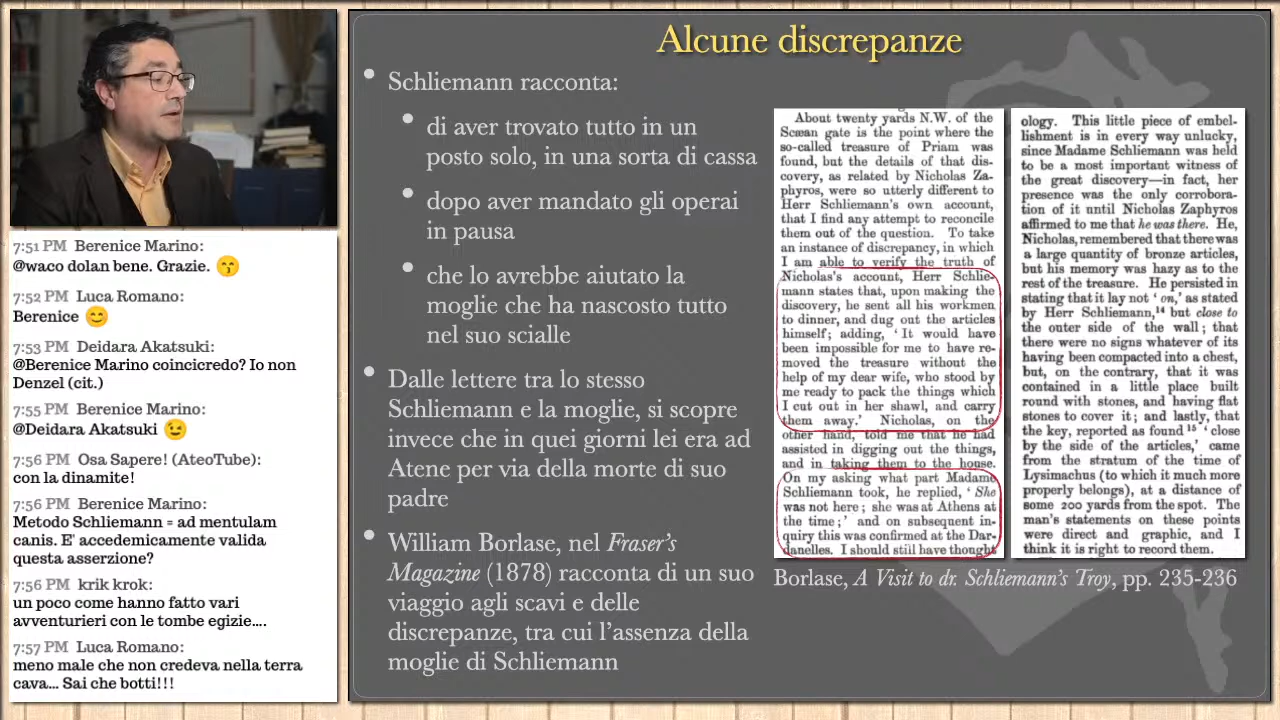 Alcune discrepanze
• Schliemann racconta:
• di aver trovato tutto in un
posto solo, in una sorta di cassa
• dopo aver mandato gli operai
in pausa
• che lo avrebbe aiutato la
moglie che ha nascosto tutto
nel suo scialle
• Dalle lettere tra lo stesso
Schliemann e la moglie, si scopre
invece che in quei giorni lei era ad
Atene per via della morte di suo
padre
• William Borlase, nel Fraser's
Magazine (1878) racconta di un suo
viaggio agli scavi e delle
discrepanze, tra cui l'assenza della
moglie di Schliemann
About twenty yards N.W. of the
Scæan gate is the point where the
so-called treasure of Priam was
found, but the details of that dis-
covery, as related by Nicholas Za-
phyros, were so utterly different to
Herr Schliemann's own account,
that I find any attempt to reconcile
them out of the question. To take
an instance of discrepancy, in which
I am able to verify the truth of
Nicholas's account, Herr Schlie-
mann states that, upon making the
discovery, he sent all his workmen
to dinner, and dug out the articles
himself; adding, 'It would have
been impossible for me to have re-
moved the treasure without the
help of my dear wife, who stood by
me ready to pack the things which
I cut out in her shawl, and carry
them away.' Nicholas, on the
other hand, told me that he had
assisted in digging out the things,
and in taking them to the house.
On my asking what part Madame
Schliemann took, he replied, 'She
was not here; she was at Athens at
the time;' and on subsequent in-
quiry this was confirmed at the Dar-
danelles. I should still have thought
ology. This little piece of embel-
lishment is in every way unlucky,
since Madame Schliemann was held
to be a most important witness of
the great discovery—in fact, her
presence was the only corrobora-
tion of it until Nicholas Zaphyros
affirmed to me that he was there. He,
Nicholas, remembered that there was
a large quantity of bronze articles,
but his memory was hazy as to the
rest of the treasure. He persisted in
stating that it lay not 'on,' as stated
by Herr Schliemann,14 but close to
the outer side of the wall; that
there were no signs whatever of its
having been compacted into a chest,
but, on the contrary, that it was
contained in a little place built
round with stones, and having flat
stones to cover it; and lastly, that
the key, reported as found15 'close
by the side of the articles,' came
from the stratum of the time of
Lysimachus (to which it much more
properly belongs), at a distance of
some 200 yards from the spot. The
man's statements on these points
were direct and graphic, and I
think it is right to record them.
Borlase, A Visit to dr. Schliemann's Troy, pp. 235-236
7:51 PM Berenice Marino:
@waco dolan bene. Grazie. 😙
7:52 PM Luca Romano:
Berenice 😊
7:53 PM Deidara Akatsuki:
@Berenice Marino coincicredo? Io non
Denzel (cit.)
7:55 PM Berenice Marino:
@Deidara Akatsuki 😉
7:56 PM Osa Sapere! (AteoTube):
con la dinamite!
7:56 PM Berenice Marino:
Metodo Schliemann = ad mentulam
canis. E' accedemicamente valida
questa asserzione?
7:56 PM krik krok:
un poco come hanno fatto vari
avventurieri con le tombe egizie....
7:57 PM Luca Romano:
meno male che non credeva nella terra
cava... Sai che botti!!!